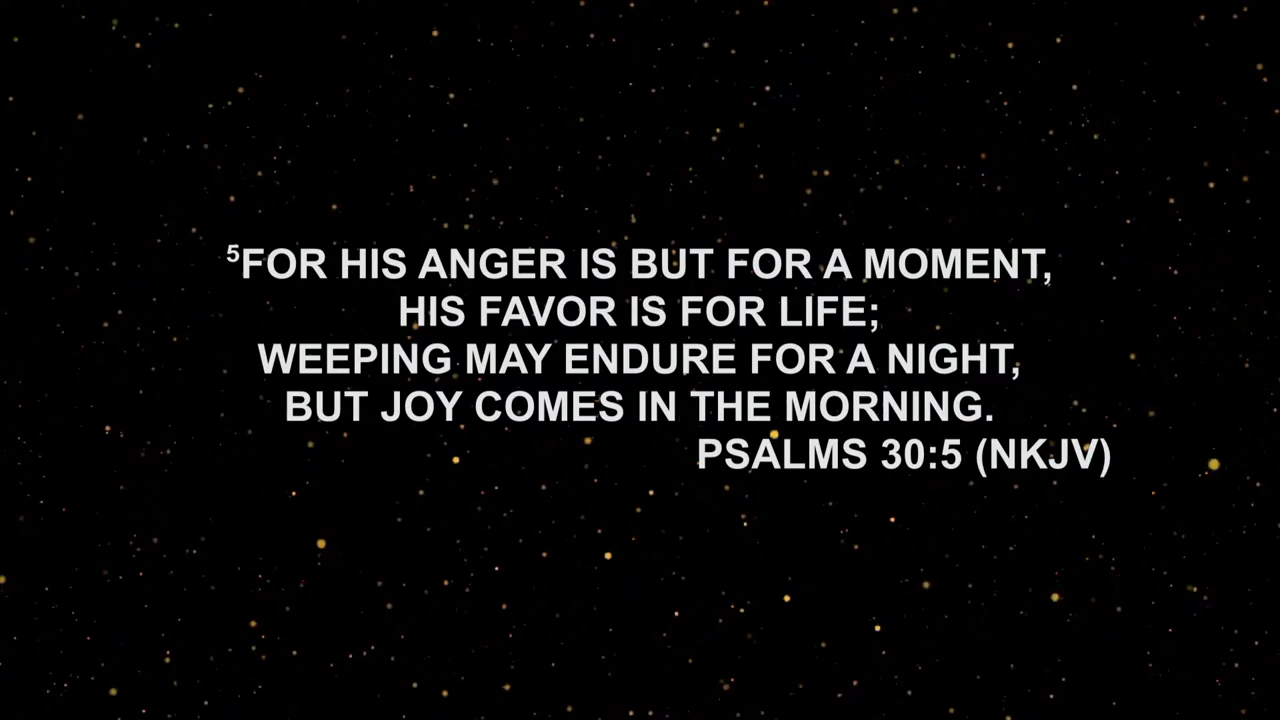 ⁵FOR HIS ANGER IS BUT FOR A MOMENT,
HIS FAVOR IS FOR LIFE;
WEEPING MAY ENDURE FOR A NIGHT,
BUT JOY COMES IN THE MORNING.
PSALMS 30:5 (NKJV)